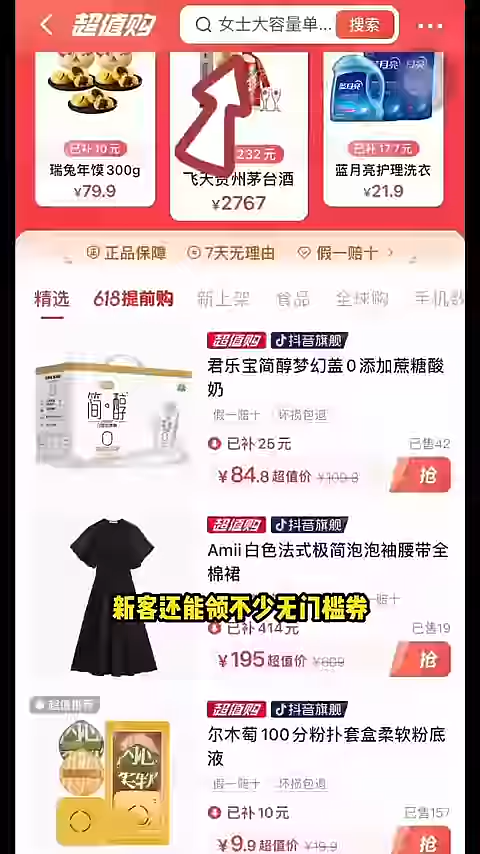 超值购
女士大容量单...
搜索
已补10元
232元
已补17.7元
瑞兔年馍300g
飞天贵州茅台酒
蓝月亮护理洗衣
¥79.9
¥2767
¥21.9
正品保障
7天无理由
假一赔十
精选
618提前购
新上架
食品
全球购
手机数
超值购 抖音旗舰
君乐宝简醇梦幻盖0添加蔗糖酸
奶
假一赔十 坏损包退
已补25元
已售42
¥84.8超值价 ¥109.8
抢
简醇
0
超值购 抖音旗舰
Amii白色法式极简泡泡袖腰带全
棉裙
新客还能领不少无门槛券
已补414元
已售19
¥195超值价 ¥609
抢
超值推荐
超值购 抖音旗舰
尔木萄100分粉扑套盒柔软粉底
液
假一赔十 坏损包退
已补10元
已售157
¥9.9超值价 ¥19.9
抢